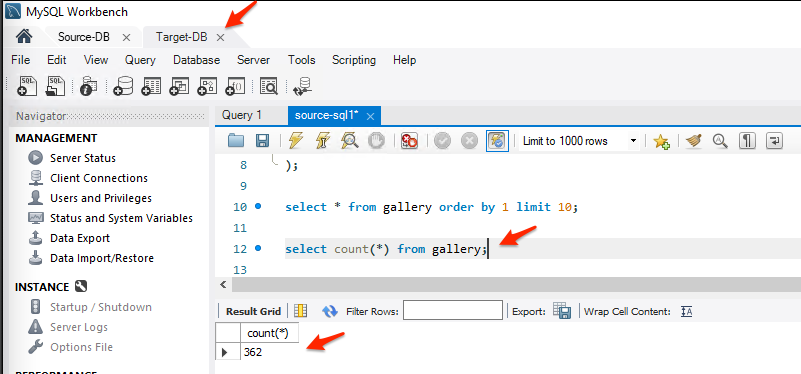 MySQL Workbench
Source-DB × Target-DB ×
File Edit View Query Database Server Tools Scripting Help
Navigator
Query 1 source-sql1* ×
MANAGEMENT
Server Status
Client Connections
Users and Privileges
Status and System Variables
Data Export
Data Import/Restore
INSTANCE
Startup / Shutdown
Server Logs
Options File
PERFORMANCE
Limit to 1000 rows
8 );
9
10 select * from gallery order by 1 limit 10;
11
12 select count(*) from gallery;
13
Result Grid Filter Rows: Export: Wrap Cell Content:
count(*)
362